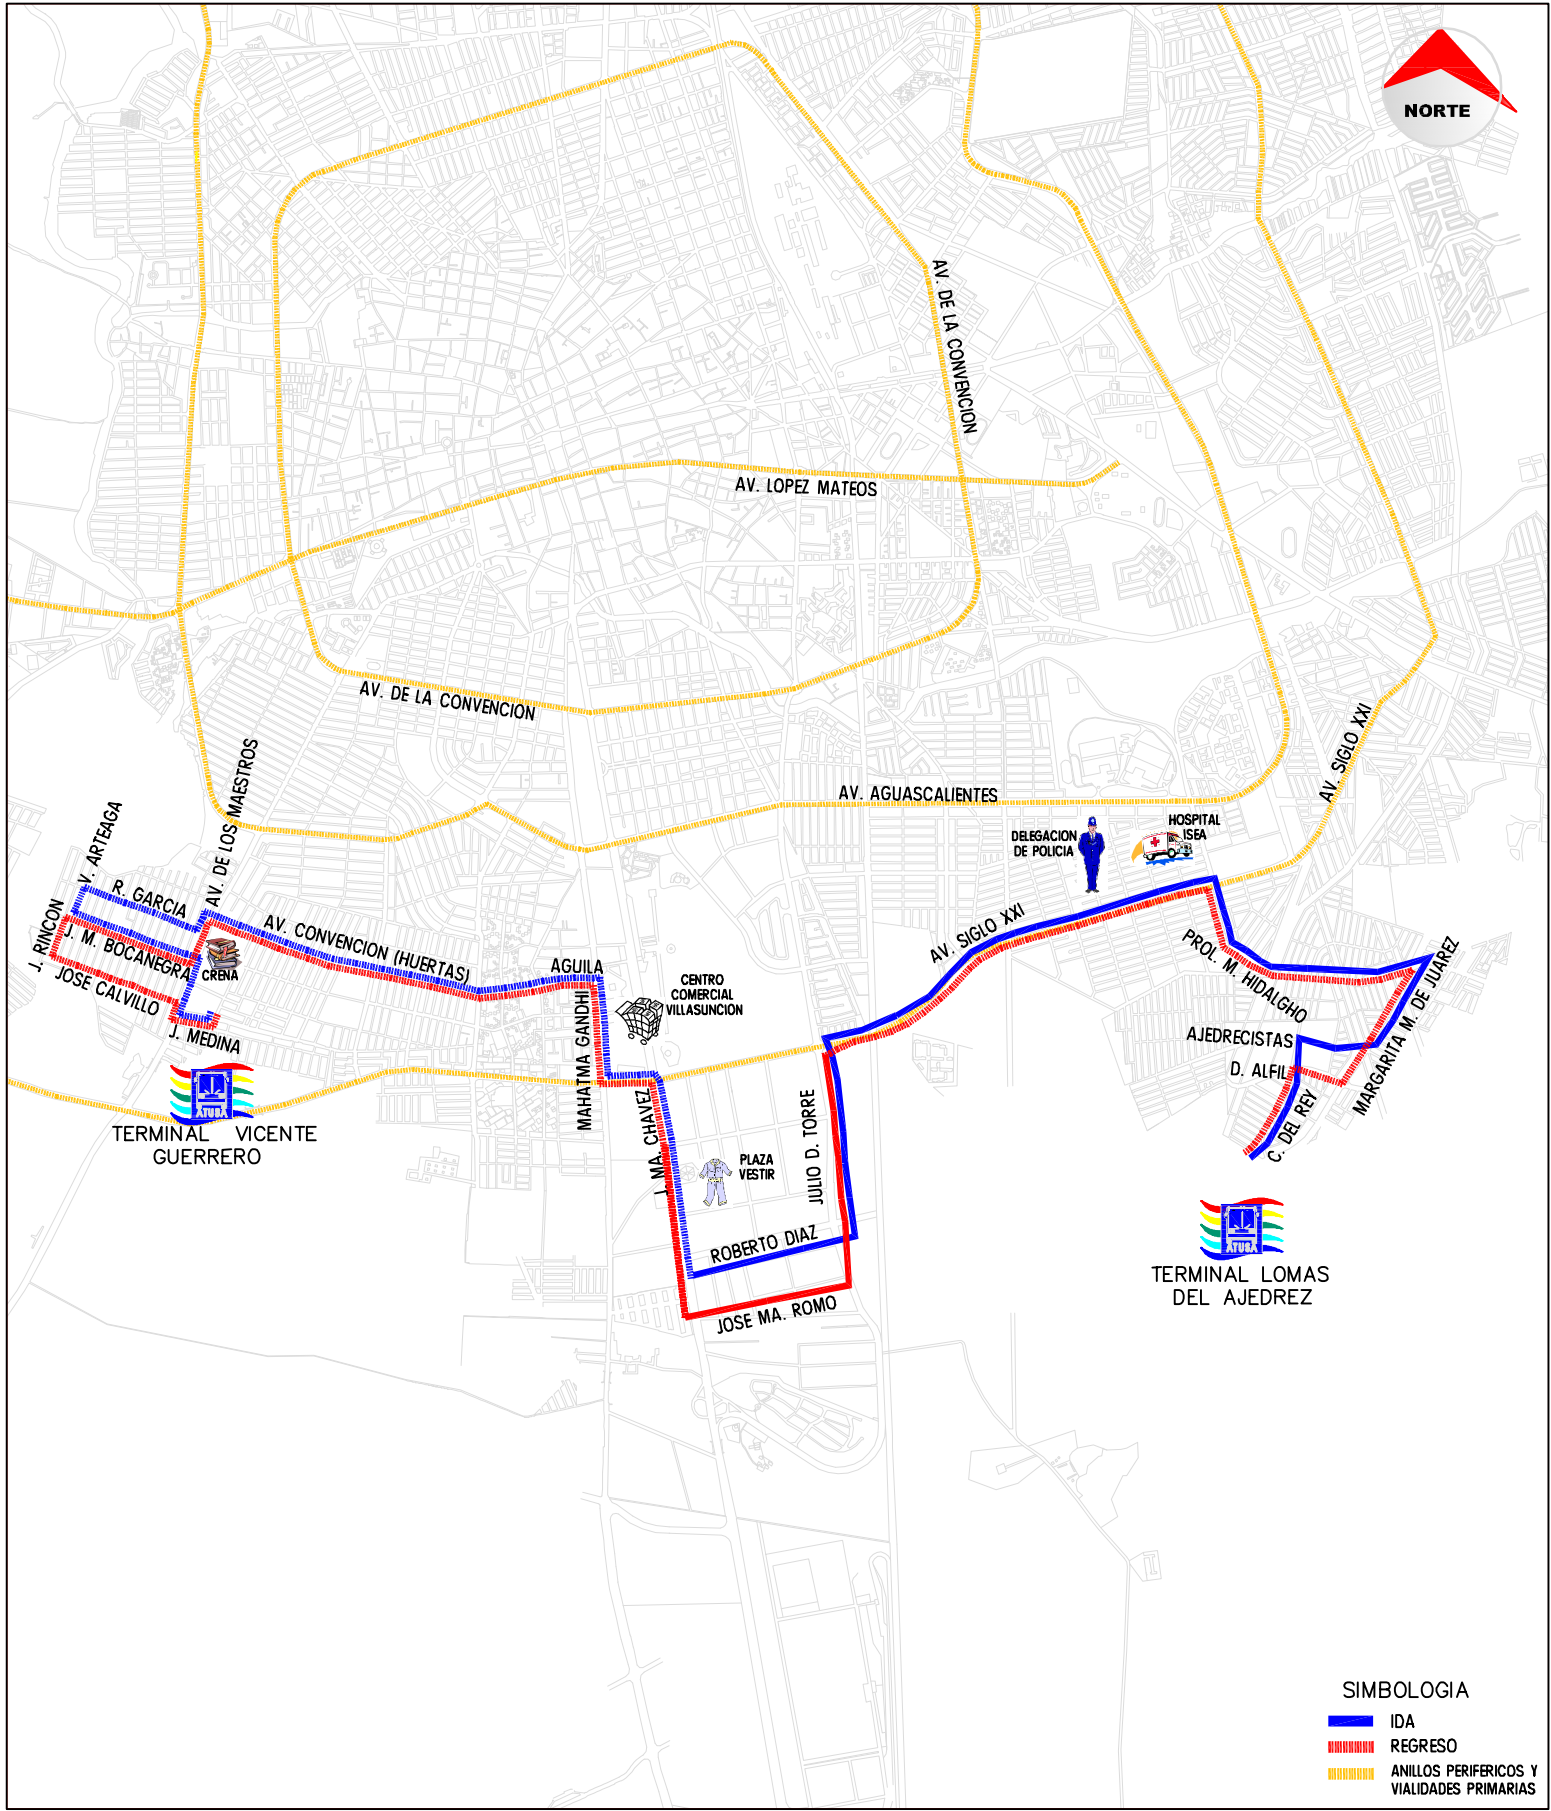 NORTE
AV. DE LA CONVENCION
AV. LOPEZ MATEOS
AV. DE LA CONVENCION
AV. SIGLO XXI
AV. AGUASCALIENTES
HOSPITAL
ISEA
DELEGACION
DE POLICIA
AV. DE LOS MAESTROS
V. ARTEAGA
R. GARCIA
J. RINCON
J. M. BOCANEGRA
JOSE CALVILLO
CRENA
J. MEDINA
AV. CONVENCION (HUERTAS)
AGUILA
CENTRO
COMERCIAL
VILLASUNCION
MAHATMA GANDHI
AV. SIGLO XXI
PROL. M. HIDALGHO
MARGARITA M. DE JUAREZ
AJEDRECISTAS
D. ALFIL
C. DEL REY
ATUSA
TERMINAL VICENTE
GUERRERO
J. MA. CHAVEZ
PLAZA
VESTIR
JULIO D. TORRE
ROBERTO DIAZ
JOSE MA. ROMO
ATUSA
TERMINAL LOMAS
DEL AJEDREZ
SIMBOLOGIA
IDA
REGRESO
ANILLOS PERIFERICOS Y
VIALIDADES PRIMARIAS